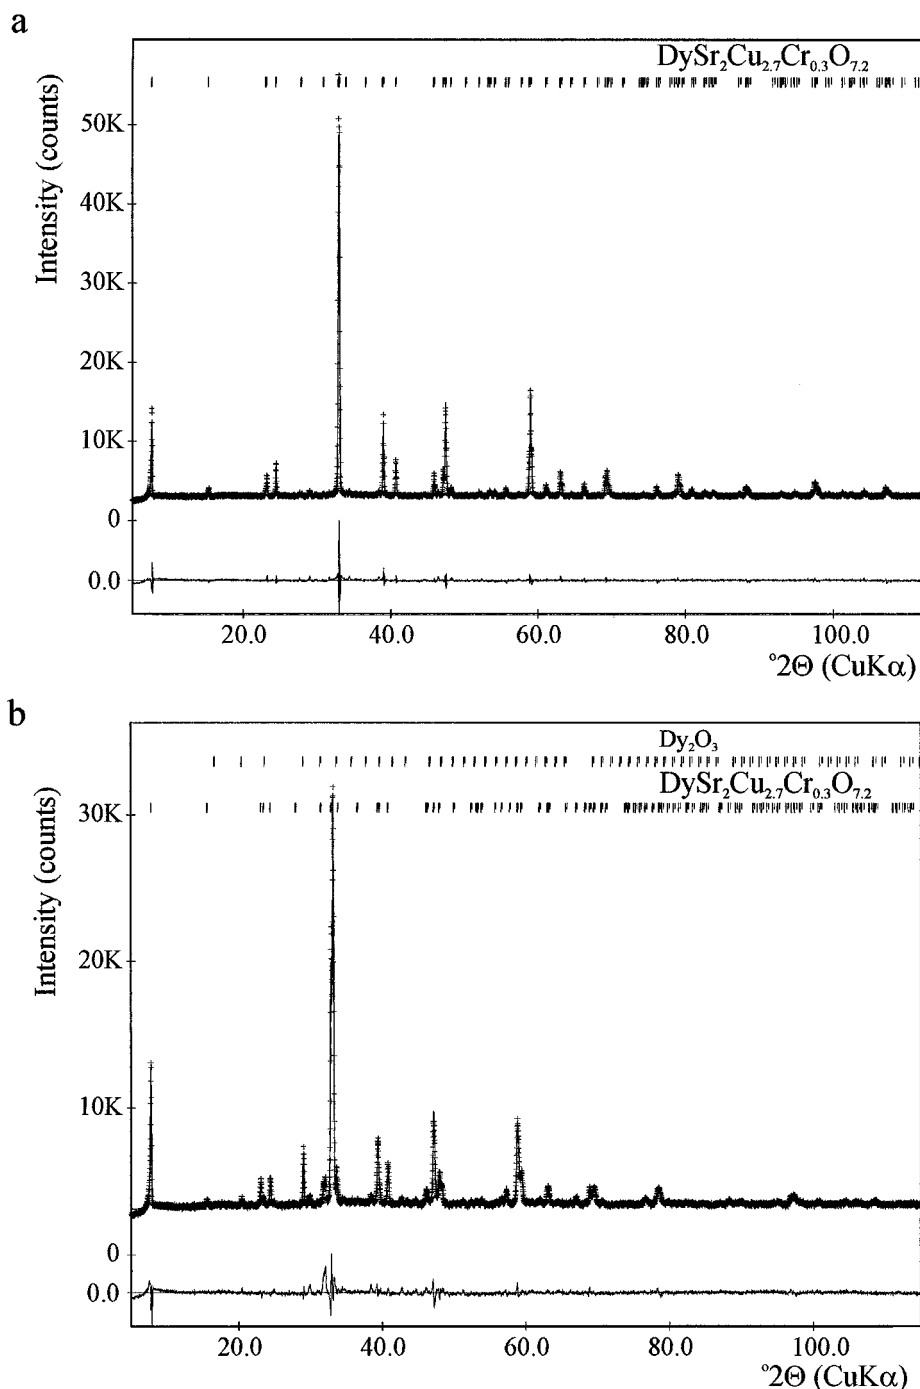 a
DySr₂Cu₂.₇Cr₀.₃O₇.₂
Intensity (counts)
50K
40K
30K
20K
10K
0
0.0
20.0 40.0 60.0 80.0 100.0
°2Θ (CuKα)
b
Dy₂O₃
DySr₂Cu₂.₇Cr₀.₃O₇.₂
Intensity (counts)
30K
20K
10K
0
0.0
20.0 40.0 60.0 80.0 100.0
°2Θ (CuKα)